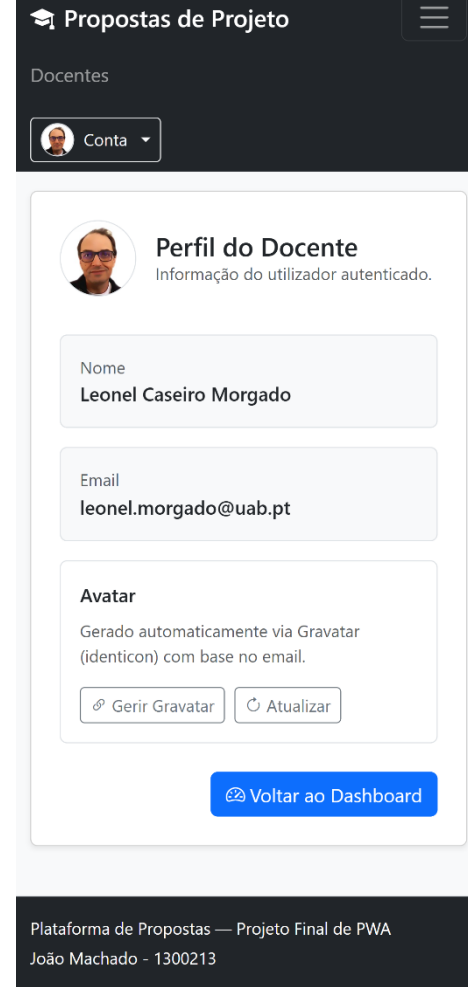 Propostas de Projeto
Docentes
Conta
Perfil do Docente
Informação do utilizador autenticado.
Nome
Leonel Caseiro Morgado
Email
leonel.morgado@uab.pt
Avatar
Gerado automaticamente via Gravatar
(identicon) com base no email.
Gerir Gravatar
Atualizar
Voltar ao Dashboard
Plataforma de Propostas — Projeto Final de PWA
João Machado - 1300213